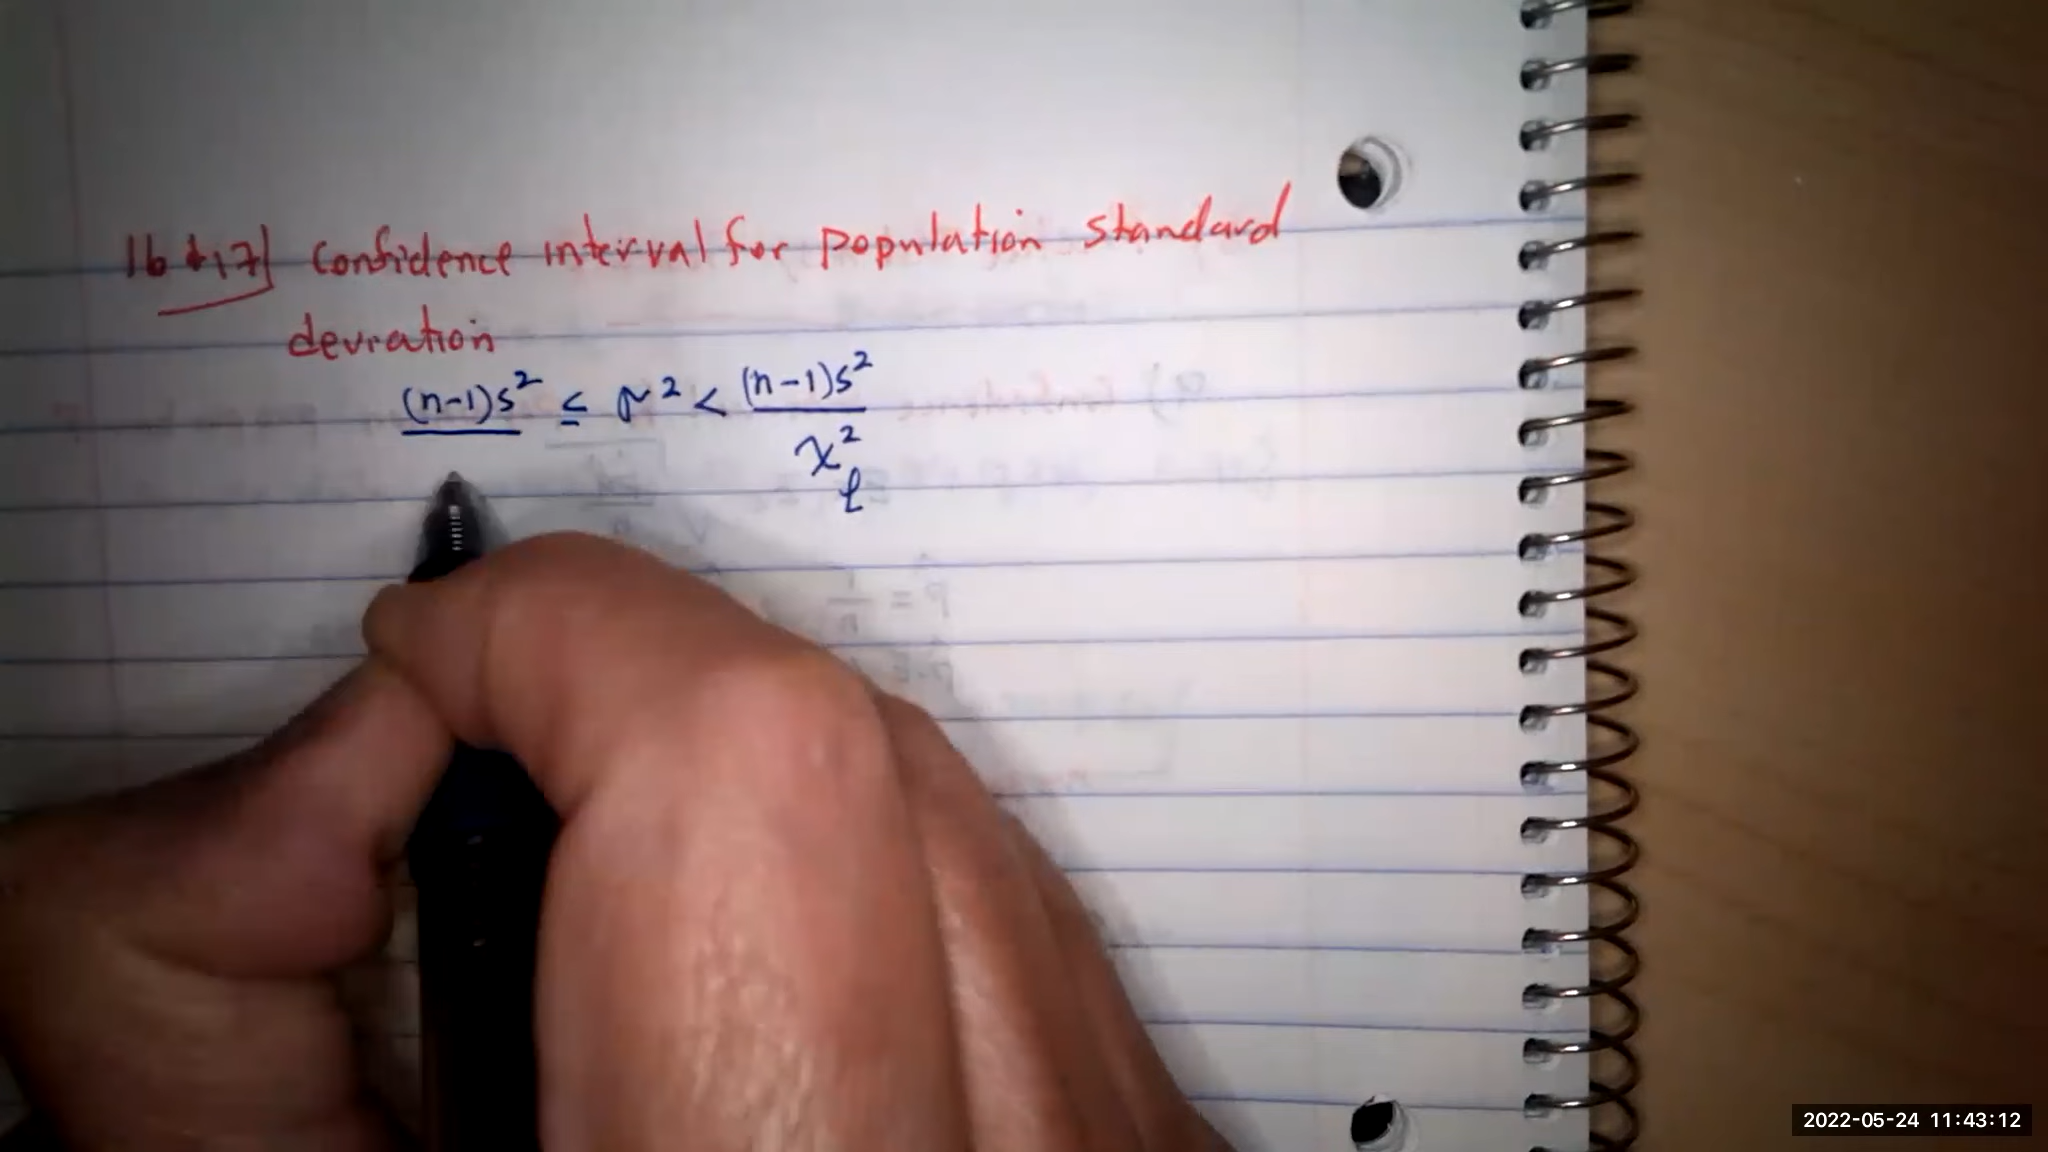 16 & 17] Confidence interval for population standard
deviation
(n-1)s² ≤ σ² < (n-1)s²
χ²
L
2022-05-24 11:43:12